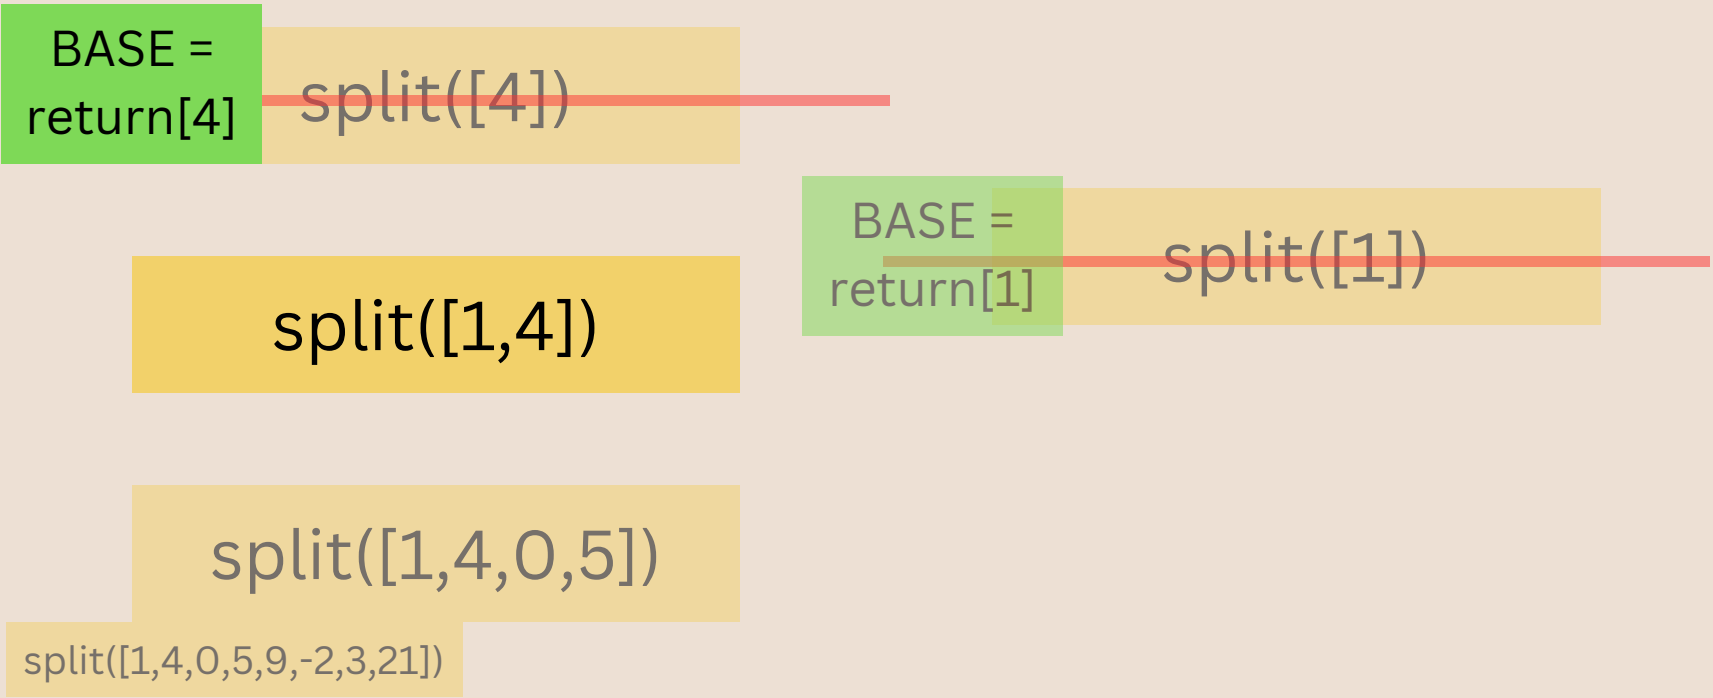 BASE =
return[4]
split([4])
BASE =
return[1]
split([1])
split([1,4])
split([1,4,0,5])
split([1,4,0,5,9,-2,3,21])